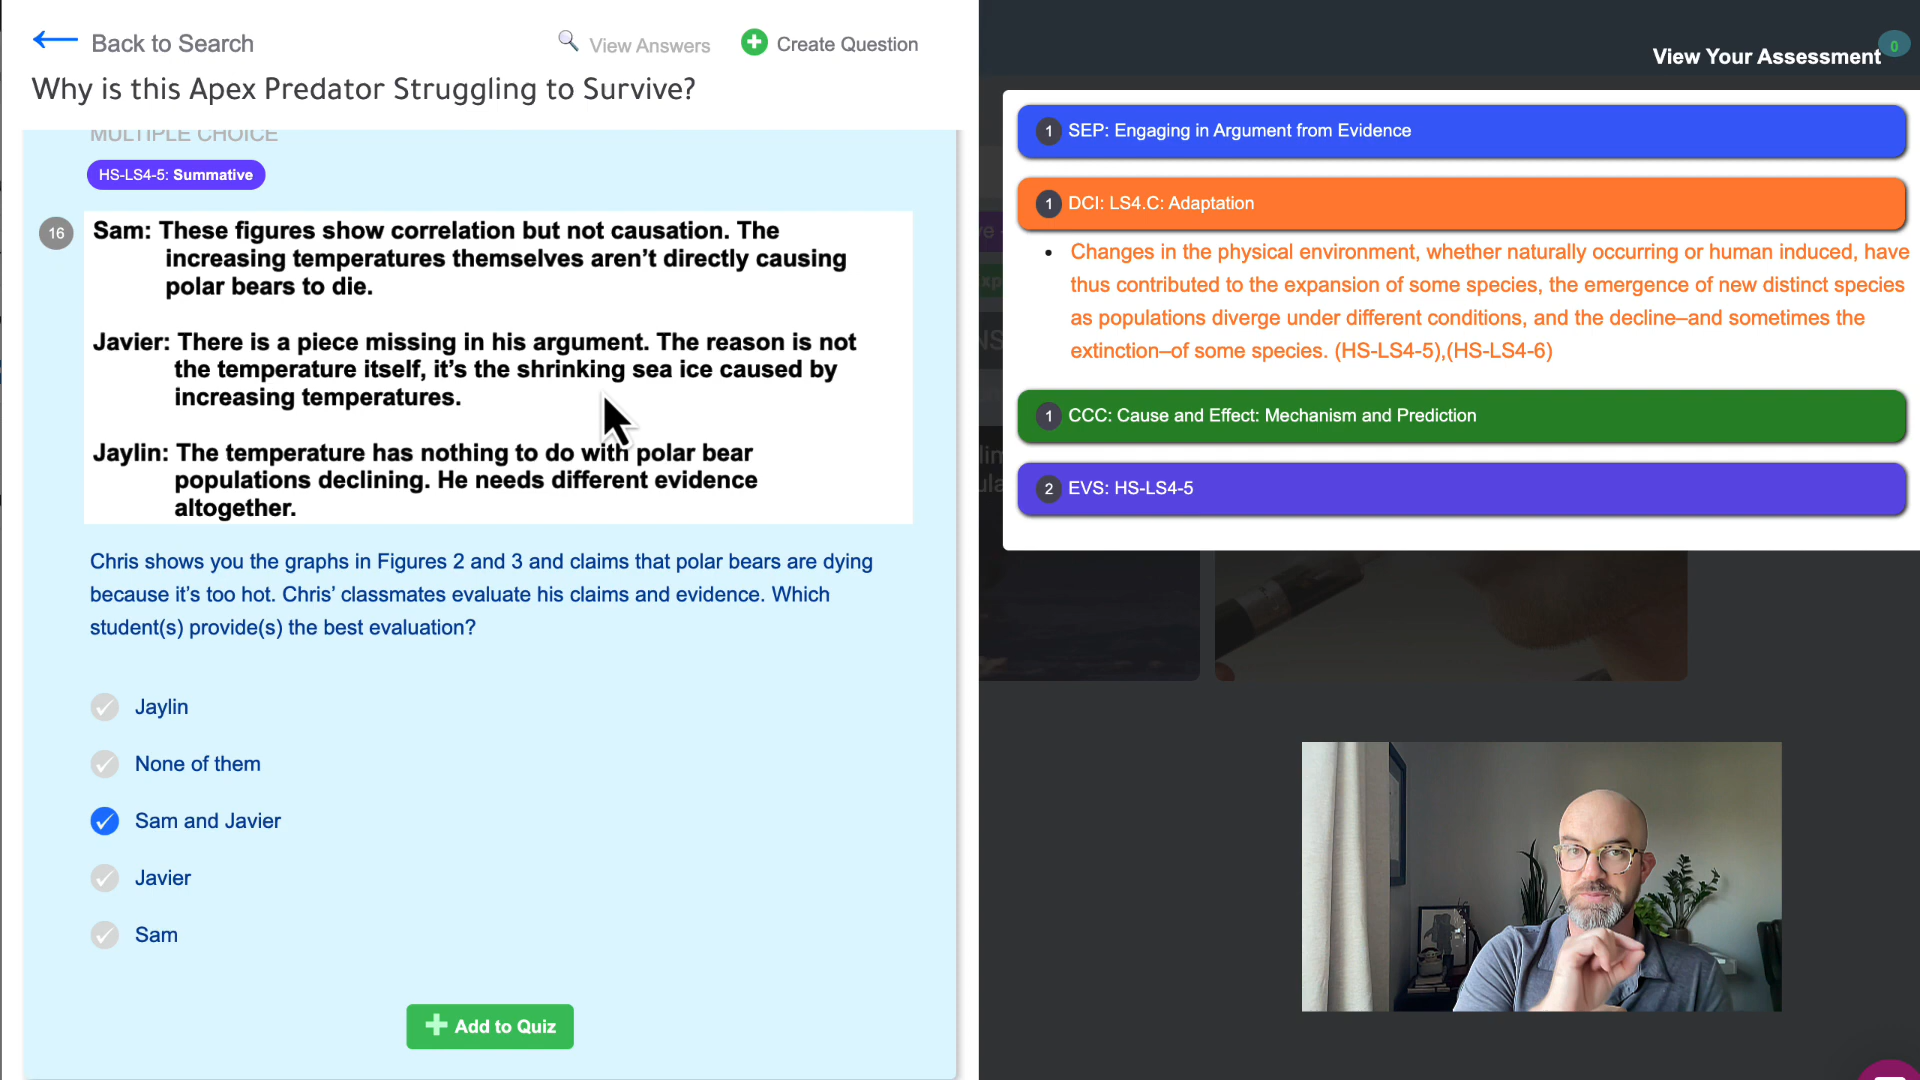 Back to Search
View Answers
Create Question
Why is this Apex Predator Struggling to Survive?
MULTIPLE CHOICE
HS-LS4-5: Summative
16
Sam: These figures show correlation but not causation. The
increasing temperatures themselves aren't directly causing
polar bears to die.
Javier: There is a piece missing in his argument. The reason is not
the temperature itself, it's the shrinking sea ice caused by
increasing temperatures.
Jaylin: The temperature has nothing to do with polar bear
populations declining. He needs different evidence
altogether.
Chris shows you the graphs in Figures 2 and 3 and claims that polar bears are dying
because it's too hot. Chris' classmates evaluate his claims and evidence. Which
student(s) provide(s) the best evaluation?
Jaylin
None of them
Sam and Javier
Javier
Sam
Add to Quiz
View Your Assessment
0
1 SEP: Engaging in Argument from Evidence
1 DCI: LS4.C: Adaptation
• Changes in the physical environment, whether naturally occurring or human induced, have
thus contributed to the expansion of some species, the emergence of new distinct species
as populations diverge under different conditions, and the decline–and sometimes the
extinction–of some species. (HS-LS4-5),(HS-LS4-6)
1 CCC: Cause and Effect: Mechanism and Prediction
2 EVS: HS-LS4-5